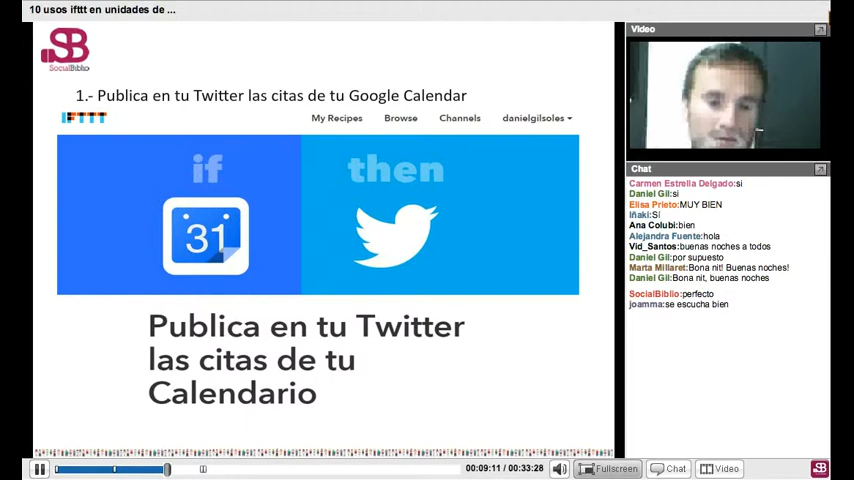 10 usos ifttt en unidades de ...
SB
SocialBiblio
1.- Publica en tu Twitter las citas de tu Google Calendar
IFTTT
My Recipes Browse Channels danielgilsoles
if then
31
Publica en tu Twitter
las citas de tu
Calendario
Video
Chat
Carmen Estrella Delgado:si
Daniel Gil:si
Elisa Prieto:MUY BIEN
Iñaki:Sí
Ana Colubi:bien
Alejandra Fuente:hola
Vid_Santos:buenas noches a todos
Daniel Gil:por supuesto
Marta Millaret:Bona nit! Buenas noches!
Daniel Gil:Bona nit, buenas noches
SocialBiblio:perfecto
joamma:se escucha bien
00:09:11 / 00:33:28 Fullscreen Chat Video
SB